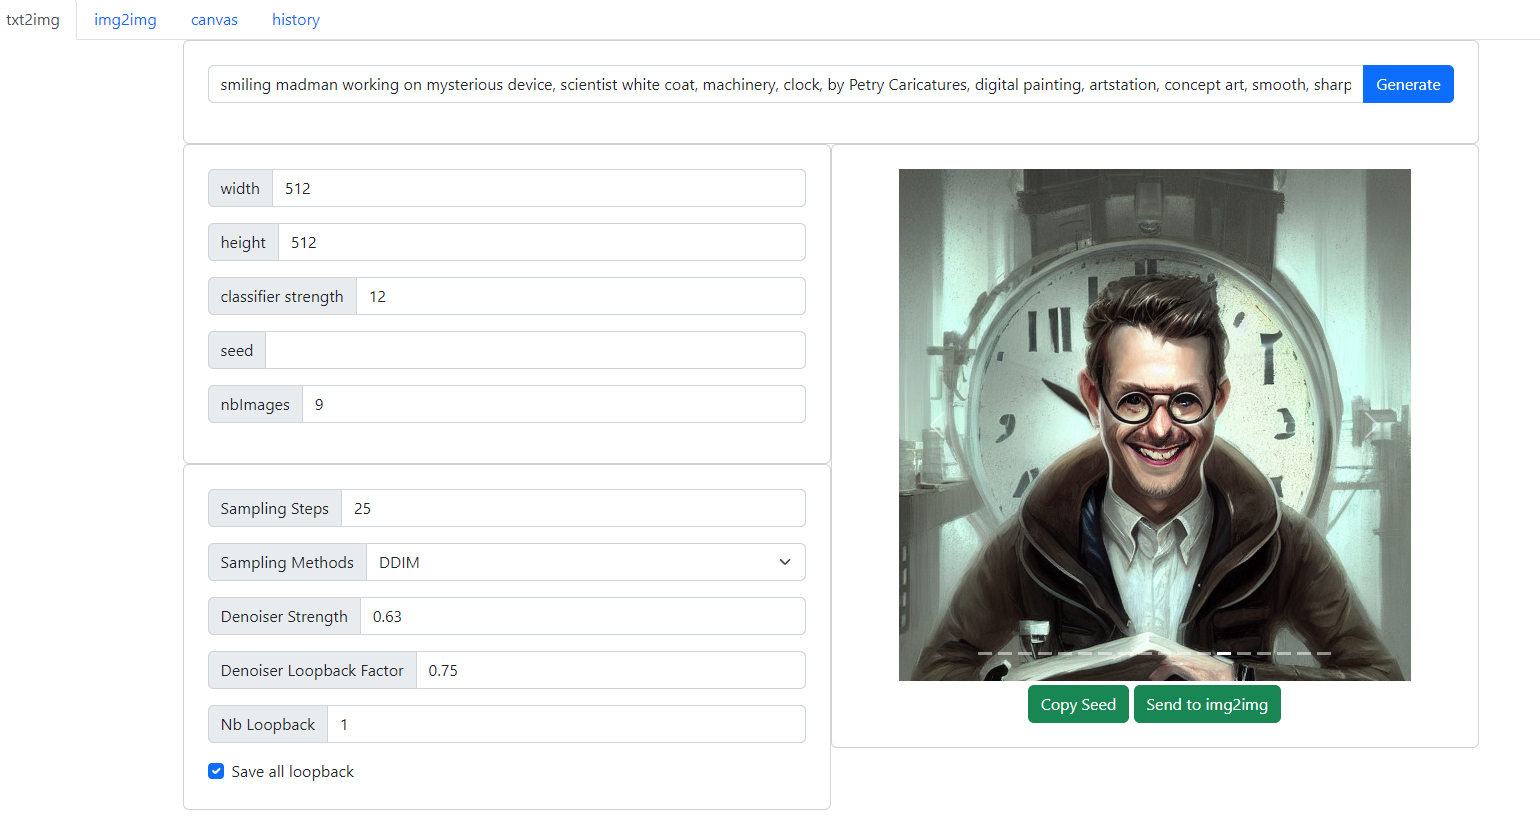 txt2img img2img canvas history
smiling madman working on mysterious device, scientist white coat, machinery, clock, by Petry Caricatures, digital painting, artstation, concept art, smooth, sharp Generate
width 512
height 512
classifier strength 12
seed
nbImages 9
Sampling Steps 25
Sampling Methods DDIM
Denoiser Strength 0.63
Denoiser Loopback Factor 0.75
Nb Loopback 1
Save all loopback
Copy Seed Send to img2img